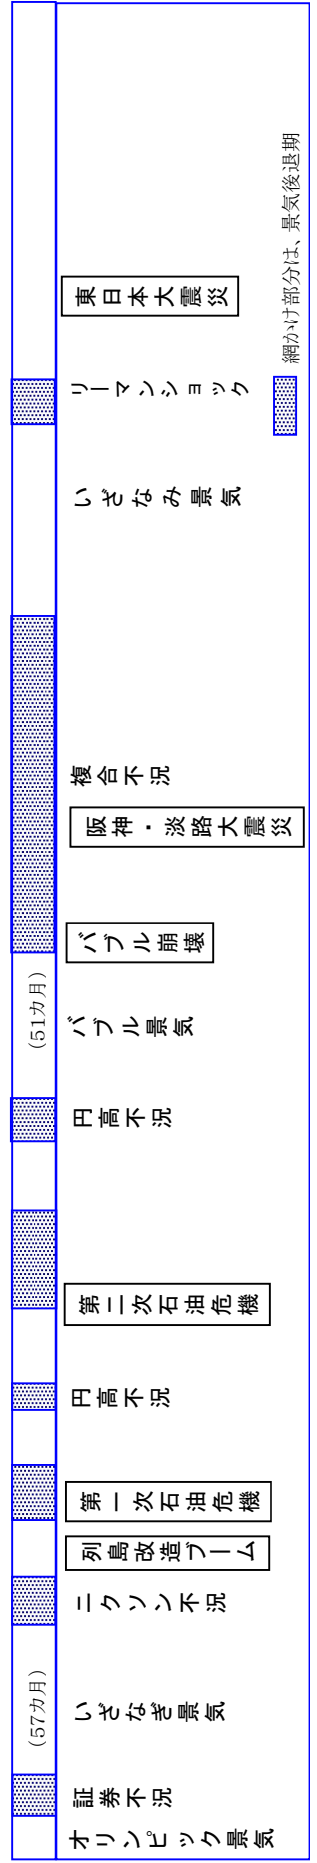 オリンピック景気
証券不況
いざなぎ景気
(57カ月)
ニクソン不況
列島改造ブーム
第一次石油危機
円高不況
第二次石油危機
円高不況
バブル景気
(51カ月)
バブル崩壊
阪神・淡路大震災
複合不況
いざなみ景気
リーマンショック
東日本大震災
網かけ部分は、景気後退期